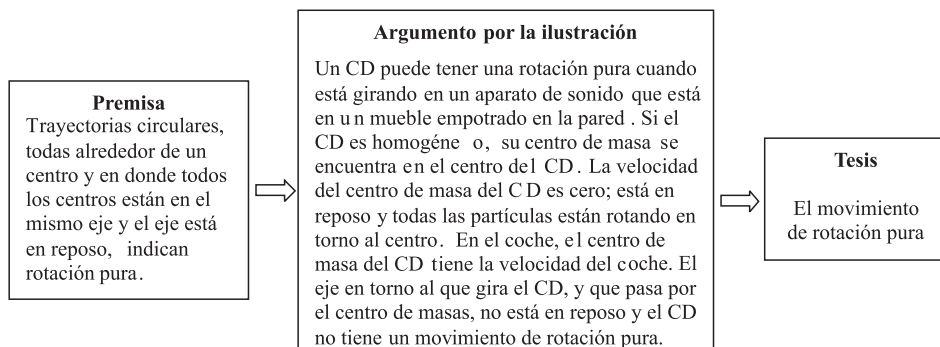 Premisa
Trayectorias circulares,
todas alrededor de un
centro y en donde todos
los centros están en el
mismo eje y el eje está
en reposo, indican
rotación pura.
Argumento por la ilustración
Un CD puede tener una rotación pura cuando
está girando en un aparato de sonido que está
en un mueble empotrado en la pared . Si el
CD es homogéne o, su centro de masa se
encuentra en el centro del CD. La velocidad
del centro de masa del CD es cero; está en
reposo y todas las partículas están rotando en
torno al centro. En el coche, el centro de
masa del CD tiene la velocidad del coche. El
eje en torno al que gira el CD, y que pasa por
el centro de masas, no está en reposo y el CD
no tiene un movimiento de rotación pura.
Tesis
El movimiento
de rotación pura